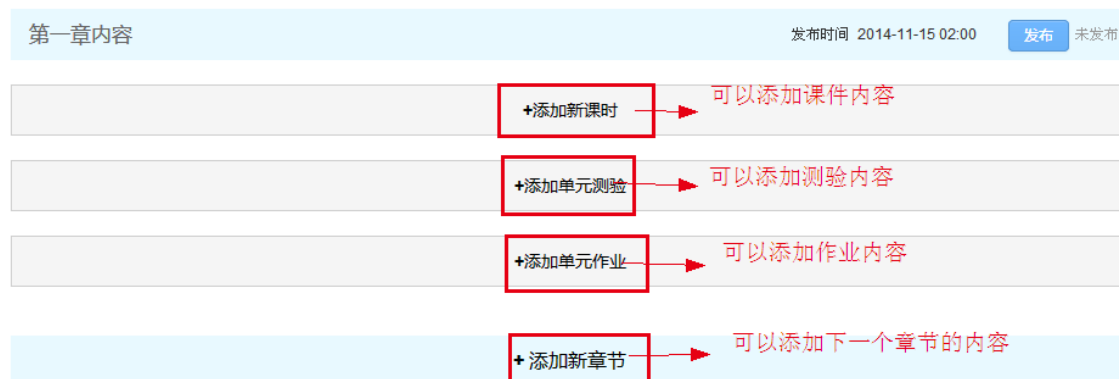 第一章内容 发布时间 2014-11-15 02:00 发布 未发布
+添加新课时 可以添加课件内容
+添加单元测验 可以添加测验内容
+添加单元作业 可以添加作业内容
+ 添加新章节 可以添加下一个章节的内容